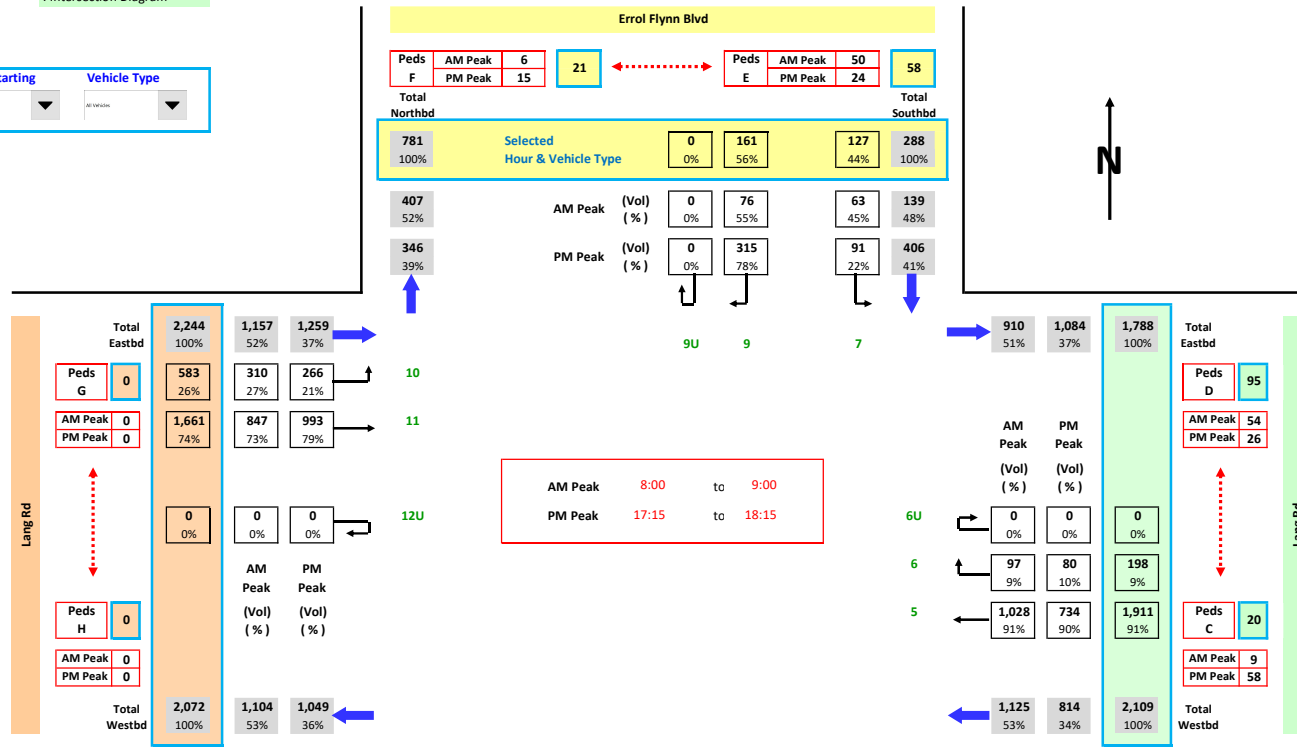 Intersection Diagram
Errol Flynn Blvd
arting Vehicle Type
All Vehicles
Peds F AM Peak 6 21
PM Peak 15
Peds E AM Peak 50 58
PM Peak 24
Total Northbd
Total Southbd
781 Selected 0 161 127 288
100% Hour & Vehicle Type 0% 56% 44% 100%
N
407 AM Peak (Vol) 0 76 63 139
52% ( % ) 0% 55% 45% 48%
346 PM Peak (Vol) 0 315 91 406
39% ( % ) 0% 78% 22% 41%
9U 9 7
Total 2,244 1,157 1,259
Eastbd 100% 52% 37%
Peds G 0
583 310 266 10
26% 27% 21%
AM Peak 0
PM Peak 0
1,661 847 993 11
74% 73% 79%
Lang Rd
0 0 0 12U
0% 0% 0%
AM PM
Peak Peak
(Vol) (Vol)
( % ) ( % )
Peds H 0
AM Peak 0
PM Peak 0
Total 2,072 1,104 1,049
Westbd 100% 53% 36%
AM Peak 8:00 to 9:00
PM Peak 17:15 to 18:15
910 1,084 1,788 Total
51% 37% 100% Eastbd
Peds D 95
AM Peak 54
PM Peak 26
AM PM
Peak Peak
(Vol) (Vol)
( % ) ( % )
6U 0 0 0
0% 0% 0%
6 97 80 198
9% 10% 9%
5 1,028 734 1,911
91% 90% 91%
Peds C 20
AM Peak 9
PM Peak 58
1,125 814 2,109 Total
53% 34% 100% Westbd
Lang Rd